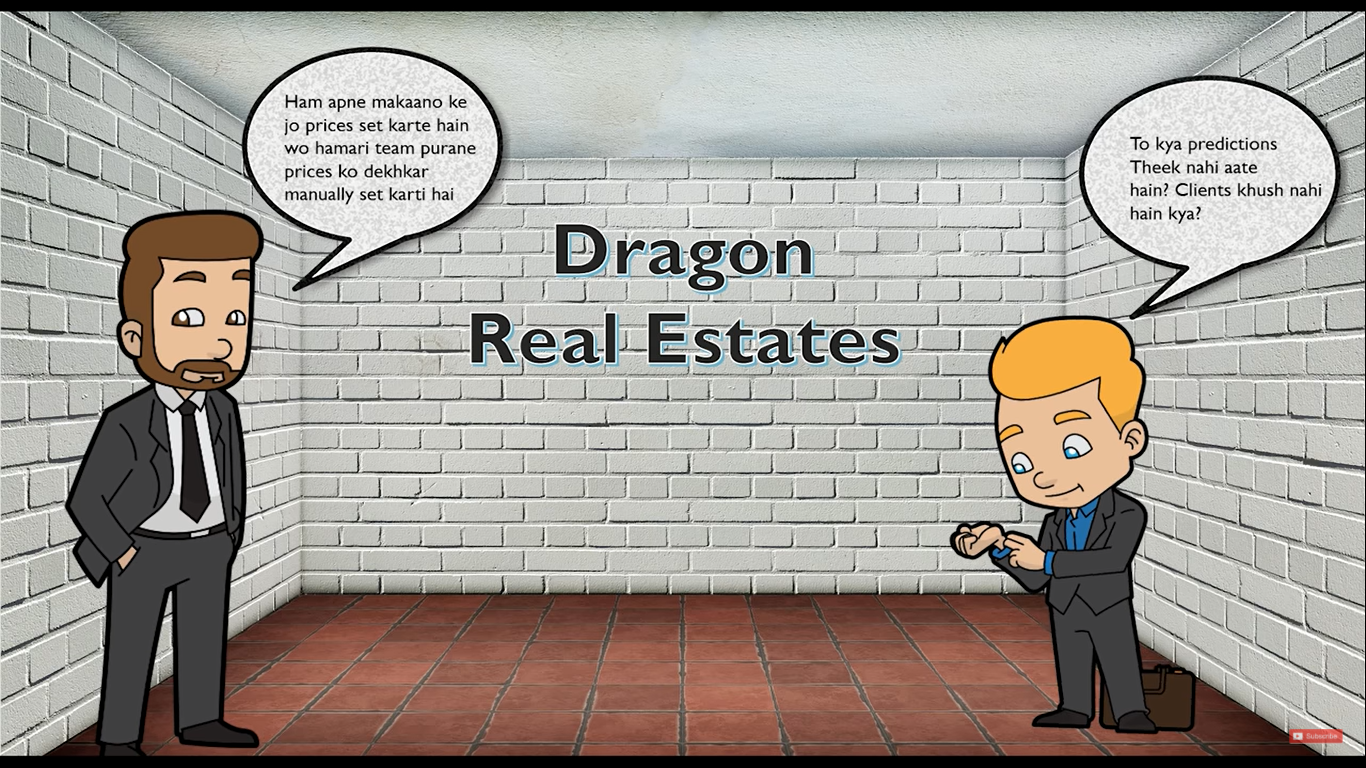 Ham apne makaano ke
jo prices set karte hain
wo hamari team purane
prices ko dekhkar
manually set karti hai
To kya predictions
Theek nahi aate
hain? Clients khush nahi
hain kya?
Dragon
Real Estates
Subscribe